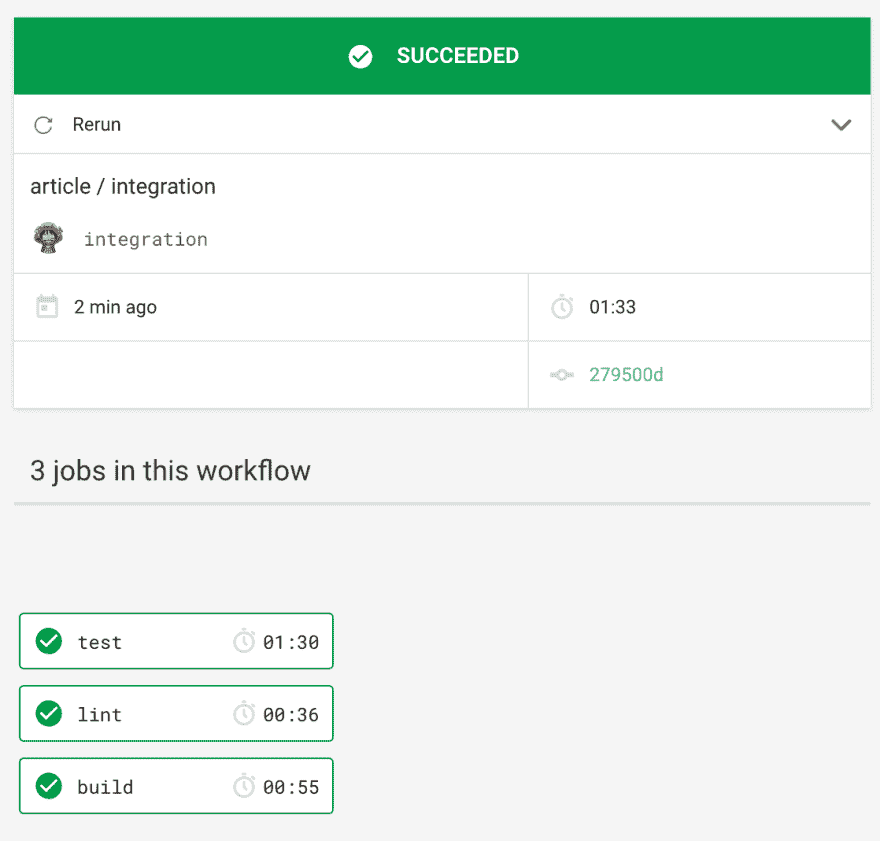 SUCCEEDED
Rerun
article / integration
integration
2 min ago
01:33
279500d
3 jobs in this workflow
test 01:30
lint 00:36
build 00:55